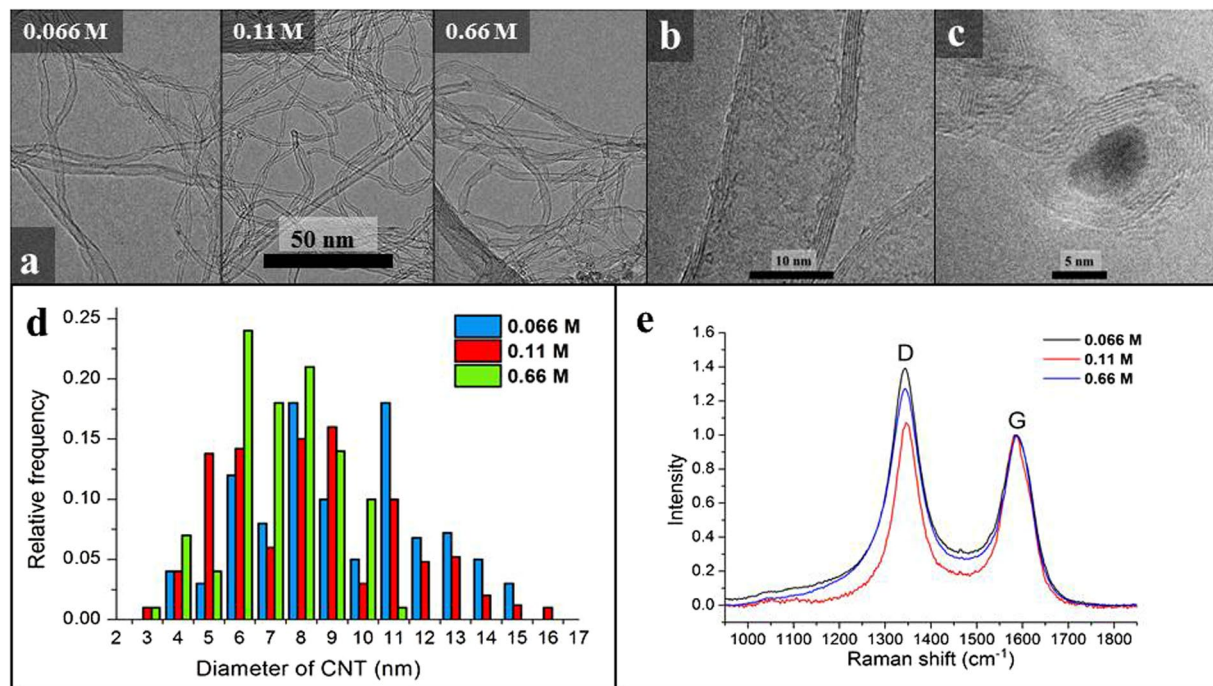 0.066 M
0.11 M
0.66 M
50 nm
a
b
10 nm
c
5 nm
d
0.066 M
0.11 M
0.66 M
0.25
0.20
0.15
0.10
0.05
0.00
Relative frequency
2 3 4 5 6 7 8 9 10 11 12 13 14 15 16 17
Diameter of CNT (nm)
e
0.066 M
0.11 M
0.66 M
D
G
1.6
1.4
1.2
1.0
0.8
0.6
0.4
0.2
0.0
Intensity
1000 1100 1200 1300 1400 1500 1600 1700 1800
Raman shift (cm⁻¹)